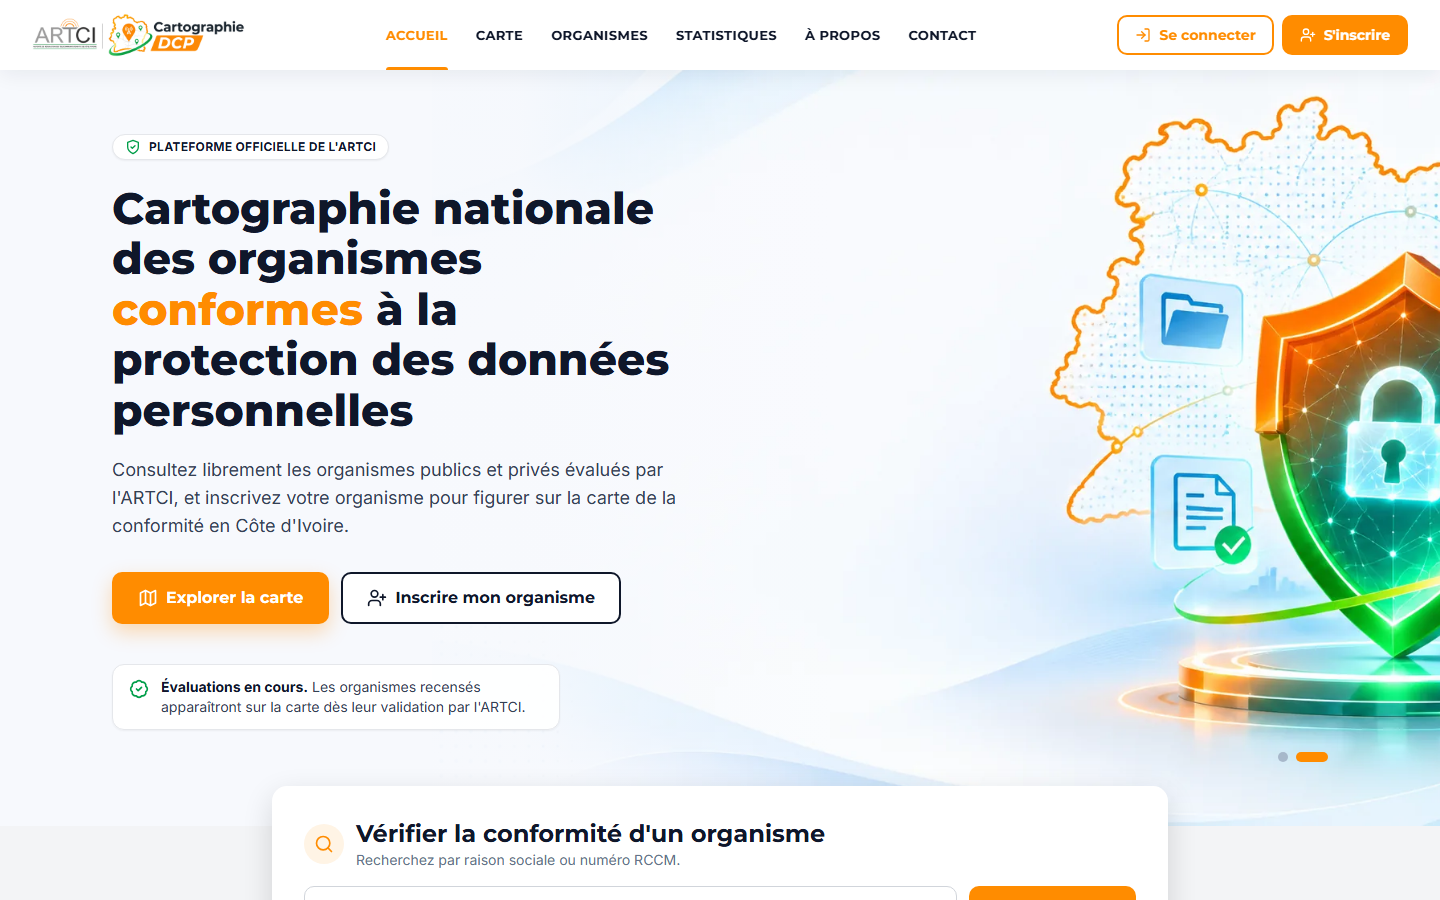 ARTCI
Cartographie
DCP
ACCUEIL
CARTE
ORGANISMES
STATISTIQUES
À PROPOS
CONTACT
Se connecter
S'inscrire
PLATEFORME OFFICIELLE DE L'ARTCI
Cartographie nationale
des organismes
conformes à la
protection des données
personnelles
Consultez librement les organismes publics et privés évalués par
l'ARTCI, et inscrivez votre organisme pour figurer sur la carte de la
conformité en Côte d'Ivoire.
Explorer la carte
Inscrire mon organisme
Évaluations en cours. Les organismes recensés
apparaîtront sur la carte dès leur validation par l'ARTCI.
Vérifier la conformité d'un organisme
Recherchez par raison sociale ou numéro RCCM.